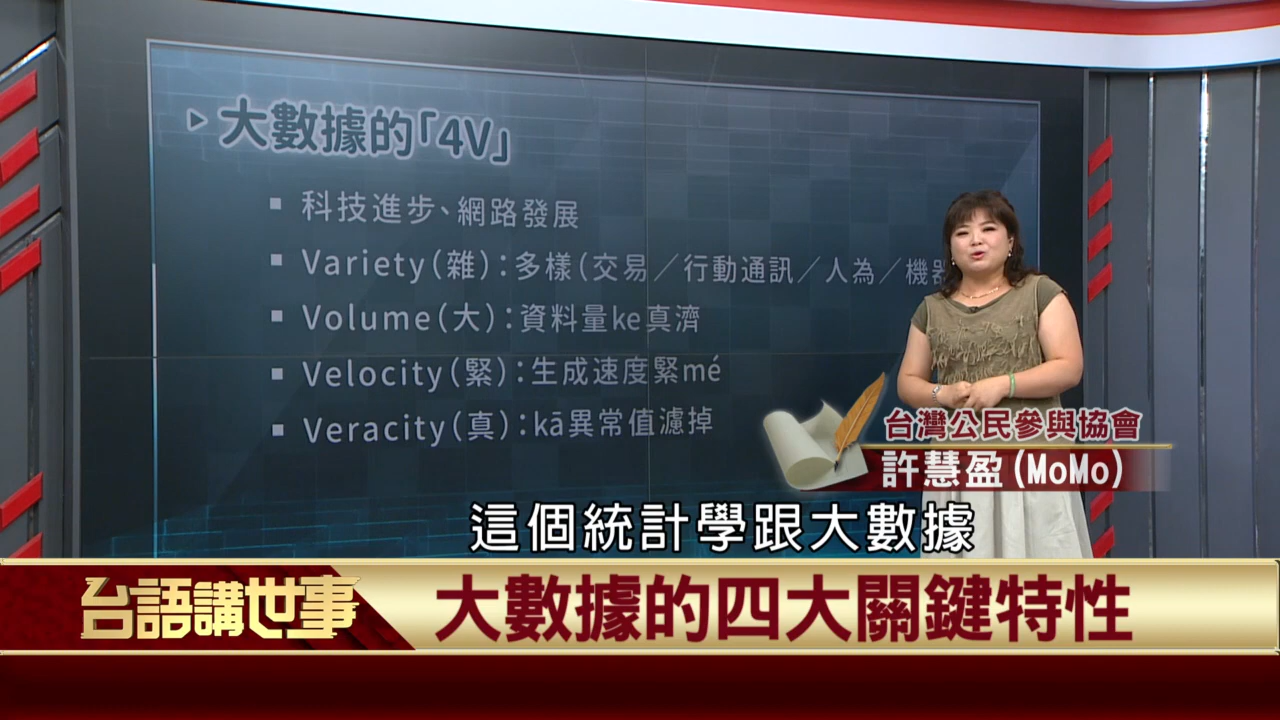 大數據的「4V」
科技進步、網路發展
Variety(雜):多樣(交易/行動通訊/人為/機器
Volume(大):資料量ke真濟
Velocity(緊):生成速度緊mé
Veracity(真):kā異常值濾掉
台灣公民參與協會
許慧盈(MoMo)
這個統計學跟大數據
台語講世事
大數據的四大關鍵特性